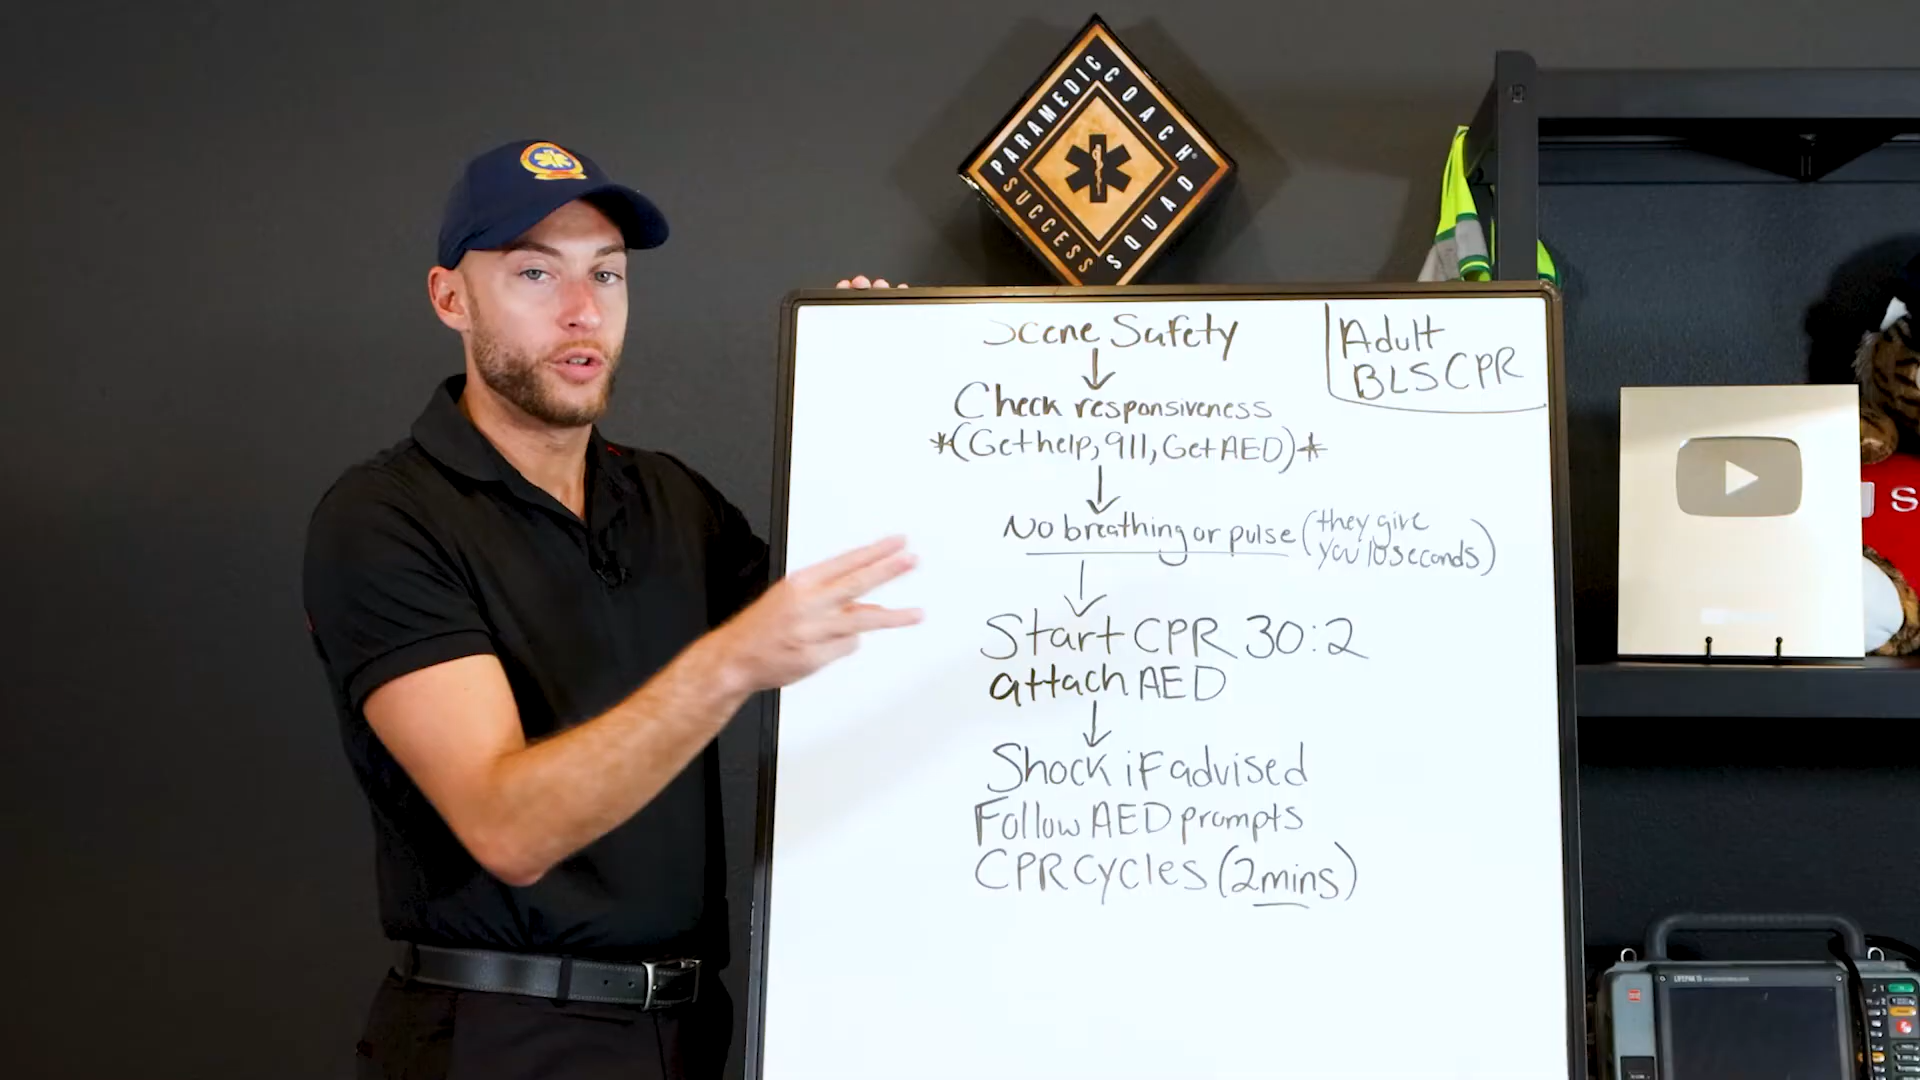 PARAMEDIC COACH®
SUCCESS SQUAD
Scene Safety
Adult
BLS CPR
Check responsiveness
*(Get help, 911, Get AED)*
No breathing or pulse (they give
you 10 seconds)
Start CPR 30:2
attach AED
Shock if advised
Follow AED prompts
CPR Cycles (2mins)
S
LIFEPAK 15